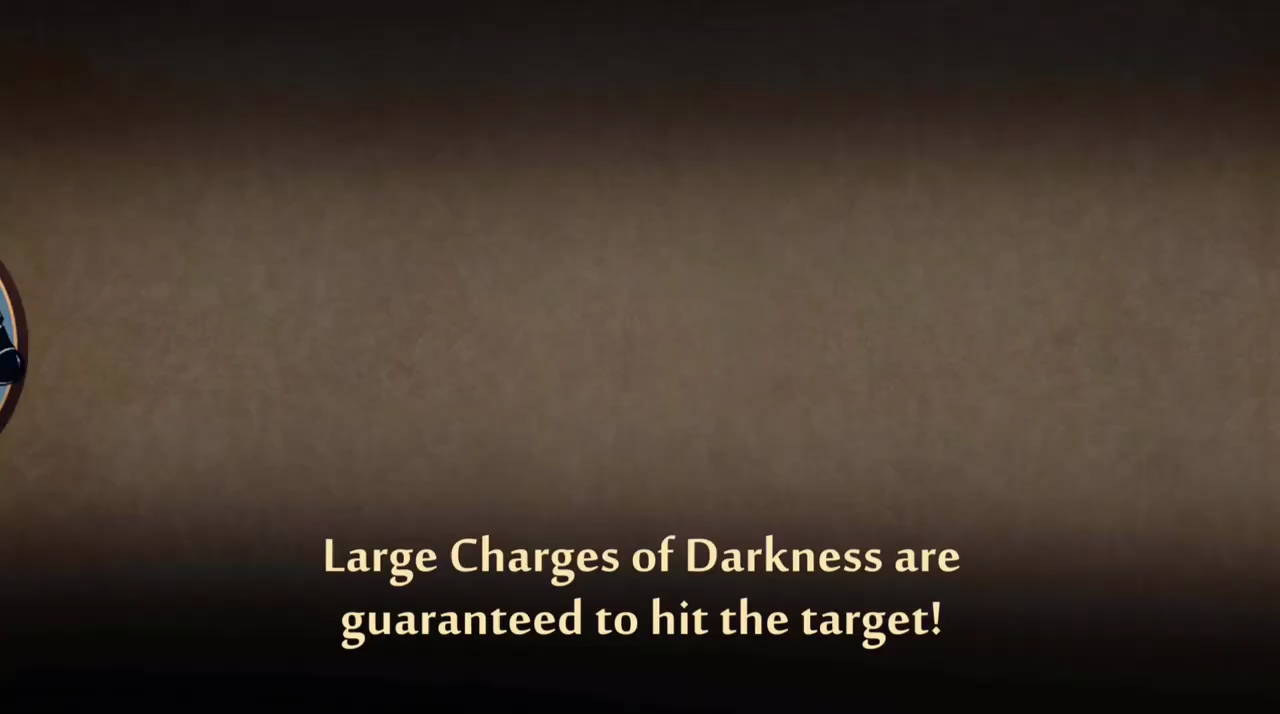 Large Charges of Darkness are
guaranteed to hit the target!